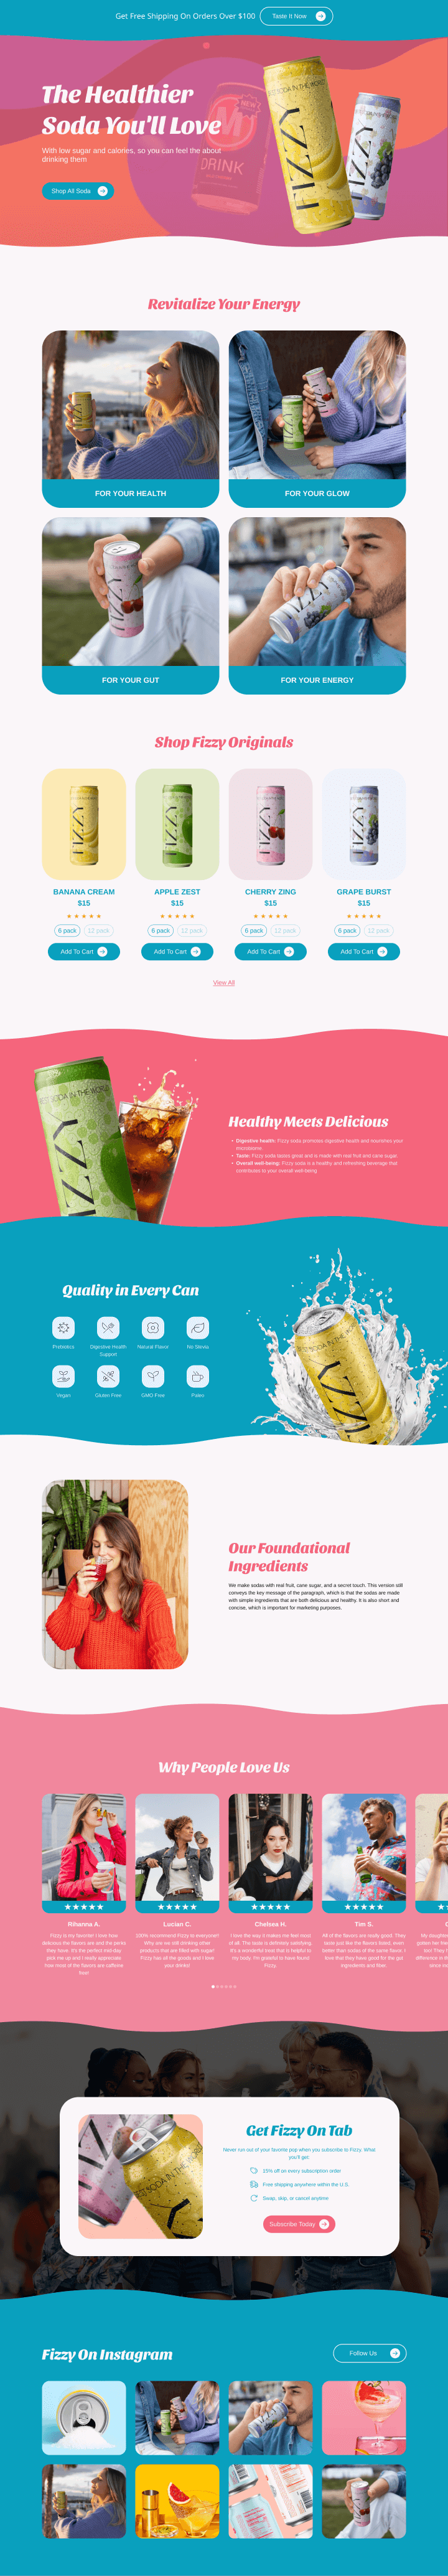 Get Free Shipping On Orders Over $100
Taste It Now
The Healthier
Soda You'll Love
With low sugar and calories, so you can feel the about
drinking them
Shop All Soda
NEW
DRINK
FIZZY
FIZZY
Revitalize Your Energy
FOR YOUR HEALTH
FOR YOUR GLOW
FOR YOUR GUT
FOR YOUR ENERGY
Shop Fizzy Originals
BANANA CREAM
$15
6 pack 12 pack
Add To Cart
APPLE ZEST
$15
6 pack 12 pack
Add To Cart
CHERRY ZING
$15
6 pack 12 pack
Add To Cart
GRAPE BURST
$15
6 pack 12 pack
Add To Cart
View All
Healthy Meets Delicious
• Digestive health: Fizzy soda promotes digestive health and nourishes your
microbiome.
• Taste: Fizzy soda tastes great and is made with real fruit and cane sugar.
• Overall well-being: Fizzy soda is a healthy and refreshing beverage that
contributes to your overall well-being
Quality in Every Can
Prebiotics
Digestive Health
Support
Natural Flavor
No Stevia
Vegan
Gluten Free
GMO Free
Paleo
Our Foundational
Ingredients
We make sodas with real fruit, cane sugar, and a secret touch. This version still
conveys the key message of the paragraph, which is that the sodas are made
with simple ingredients that are both delicious and healthy. It is also short and
concise, which is important for marketing purposes.
Why People Love Us
Rihanna A.
Fizzy is my favorite! I love how
delicious the flavors are and the perks
they have. It's the perfect mid-day
pick me up and I really appreciate
how most of the flavors are caffeine
free!
Lucian C.
100% recommend Fizzy to everyone!
Why are we still drinking other
products that are filled with sugar!
Fizzy has all the goods and I love
your drinks!
Chelsea H.
I love the way it makes me feel most
of all. The taste is definitely satisfying.
It's a wonderful treat that is helpful to
my body. I'm grateful to have found
Fizzy.
Tim S.
All of the flavors are really good. They
taste just like the flavors listed, even
better than sodas of the same flavor. I
love that they have good for the gut
ingredients and fiber.
Get Fizzy On Tab
Never run out of your favorite pop when you subscribe to Fizzy. What
you'll get:
15% off on every subscription order
Free shipping anywhere within the U.S.
Swap, skip, or cancel anytime
Subscribe Today
Fizzy On Instagram
Follow Us